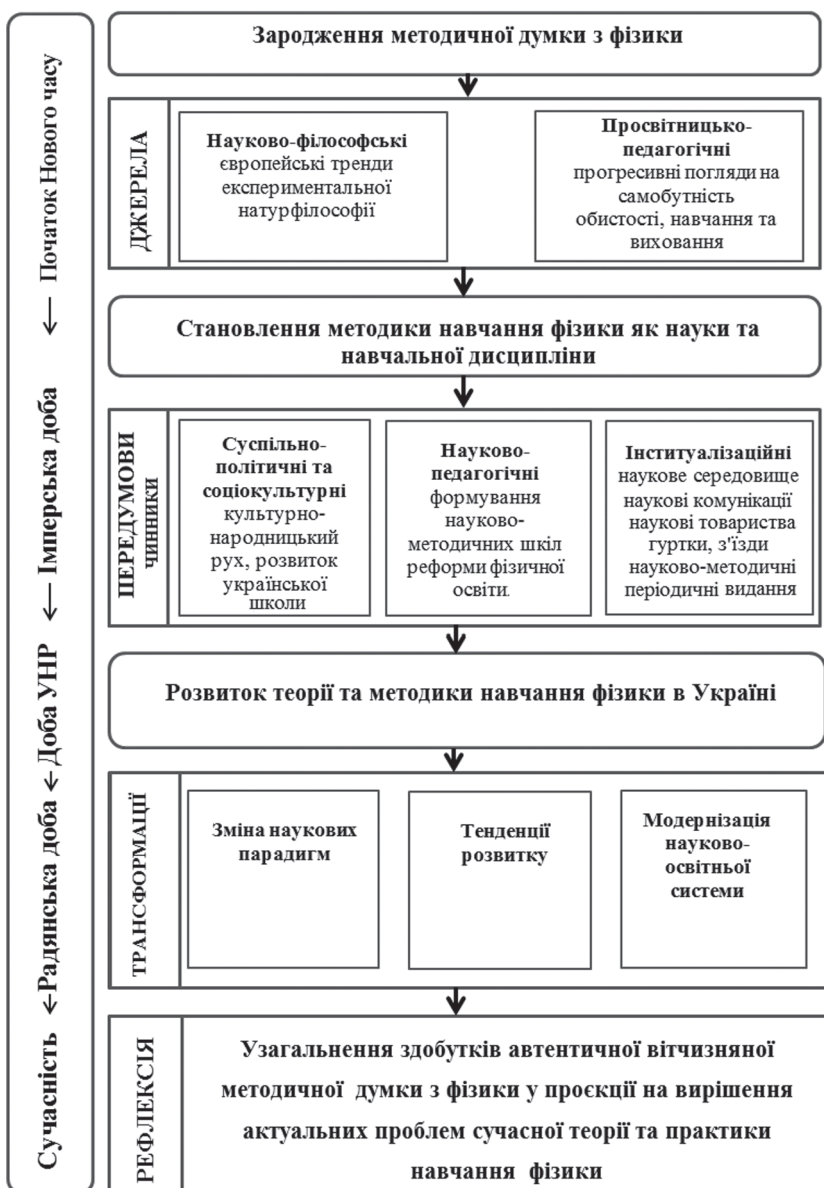 Початок Нового часу
← Імперська доба
← Доба УНР
← Радянська доба
← Сучасність
Зародження методичної думки з фізики
ДЖЕРЕЛА
Науково-філософські
європейські тренди
експериментальної
натурфілософії
Просвітницько-
педагогічні
прогресивні погляди на
самобутність
обистості, навчання та
виховання
Становлення методики навчання фізики як науки та
навчальної дисципліни
ПЕРЕДУМОВИ
чинники
Суспільно-
політичні та
соціокультурні
культурно-
народницький
рух, розвиток
української
школи
Науково-
педагогічні
формування
науково-
методичних шкіл
реформи фізичної
освіти.
Інституалізаційні
наукове середовище
наукові комунікації
наукові товариства
гуртки, з'їзди
науково-методичні
періодичні видання
Розвиток теорії та методики навчання фізики в Україні
ТРАНСФОРМАЦІЇ
Зміна наукових
парадигм
Тенденції
розвитку
Модернізація
науково-
освітньої
системи
РЕФЛЕКСІЯ
Узагальнення здобутків автентичної вітчизняної
методичної думки з фізики у проєкції на вирішення
актуальних проблем сучасної теорії та практики
навчання фізики